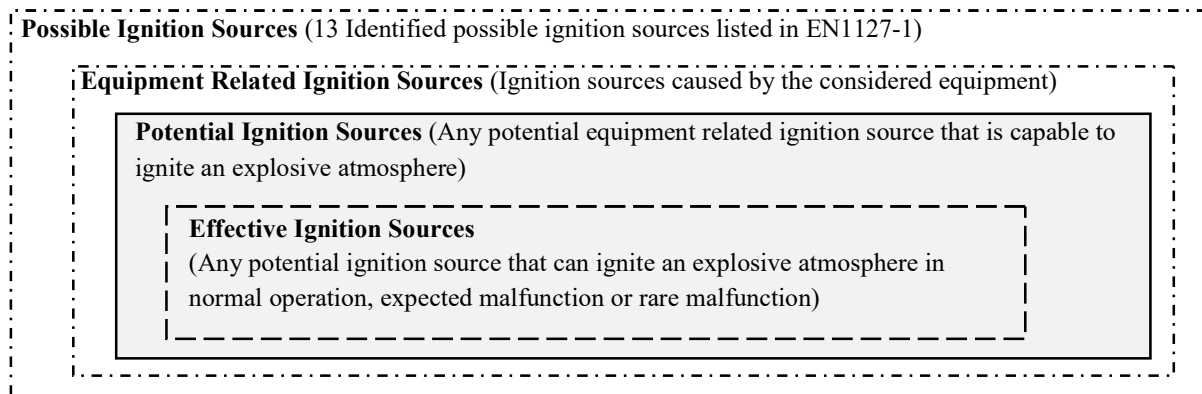 Possible Ignition Sources (13 Identified possible ignition sources listed in EN1127-1)
Equipment Related Ignition Sources (Ignition sources caused by the considered equipment)
Potential Ignition Sources (Any potential equipment related ignition source that is capable to
ignite an explosive atmosphere)
Effective Ignition Sources
(Any potential ignition source that can ignite an explosive atmosphere in
normal operation, expected malfunction or rare malfunction)